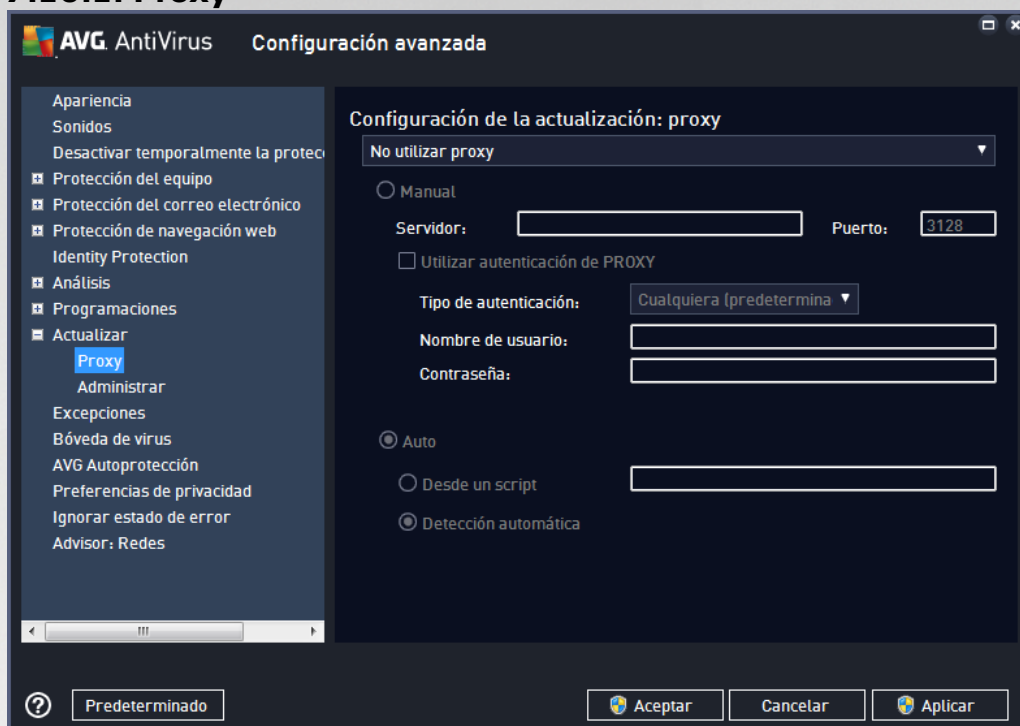 AVG. AntiVirus Configuración avanzada
Apariencia
Sonidos
Desactivar temporalmente la protec
Protección del equipo
Protección del correo electrónico
Protección de navegación web
Identity Protection
Análisis
Programaciones
Actualizar
Proxy
Administrar
Excepciones
Bóveda de virus
AVG Autoprotección
Preferencias de privacidad
Ignorar estado de error
Advisor: Redes
Configuración de la actualización: proxy
No utilizar proxy
Manual
Servidor: Puerto: 3128
Utilizar autenticación de PROXY
Tipo de autenticación: Cualquiera (predetermina
Nombre de usuario:
Contraseña:
Auto
Desde un script
Detección automática
Predeterminado Aceptar Cancelar Aplicar